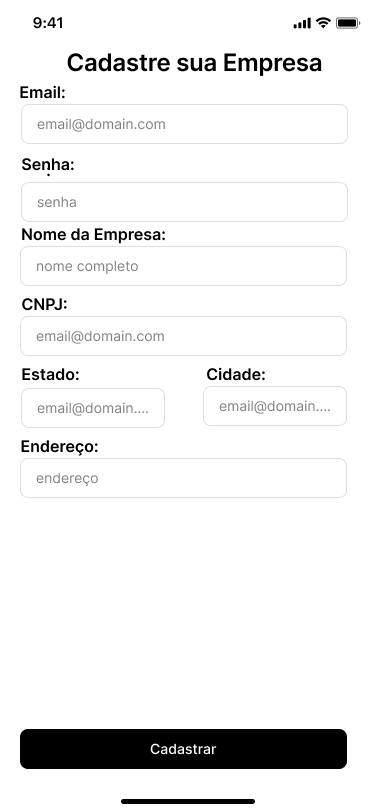 9:41
Cadastre sua Empresa
Email:
email@domain.com
Senha:
senha
Nome da Empresa:
nome completo
CNPJ:
email@domain.com
Estado: Cidade:
email@domain.... email@domain....
Endereço:
endereço
Cadastrar